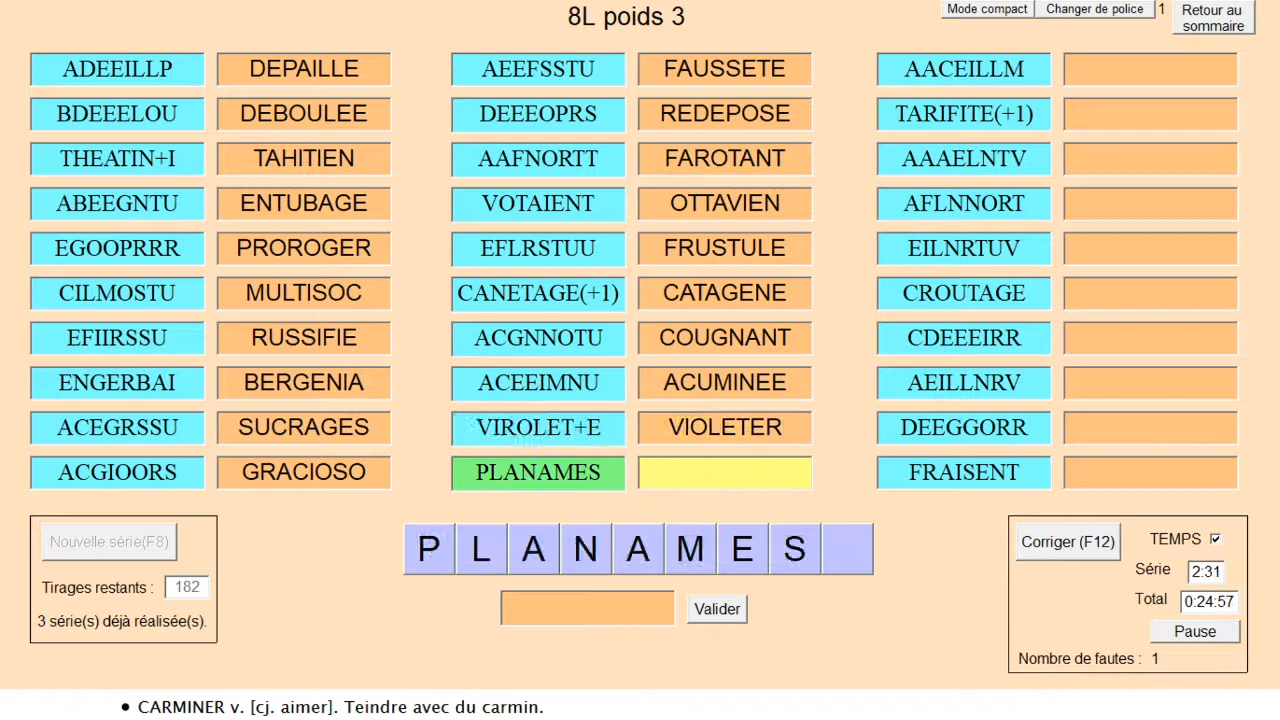 8L poids 3
Mode compact Changer de police 1 Retour au sommaire
ADEEILLP DEPAILLE AEEFSSTU FAUSSETE AACEILLM
BDEEELOU DEBOULEE DEEEOPRS REDEPOSE TARIFITE(+1)
THEATIN+I TAHITIEN AAFNORTT FAROTANT AAAELNTV
ABEEGNTU ENTUBAGE VOTAIENT OTTAVIEN AFLNNORT
EGOOPRRR PROROGER EFLRSTUU FRUSTULE EILNRTUV
CILMOSTU MULTISOC CANETAGE(+1) CATAGENE CROUTAGE
EFIIRSSU RUSSIFIE ACGNNOTU COUGNANT CDEEEIRR
ENGERBAI BERGENIA ACEEIMNU ACUMINEE AEILLNRV
ACEGRSSU SUCRAGES VIROLET+E VIOLETER DEEGGORR
ACGIOORS GRACIOSO PLANAMES FRAISENT
Nouvelle série(F8)
Tirages restants : 182
3 série(s) déjà réalisée(s).
P L A N A M E S
Valider
Corriger (F12) TEMPS
Série 2:31
Total 0:24:57
Pause
Nombre de fautes : 1
• CARMINER v. [cj. aimer]. Teindre avec du carmin.